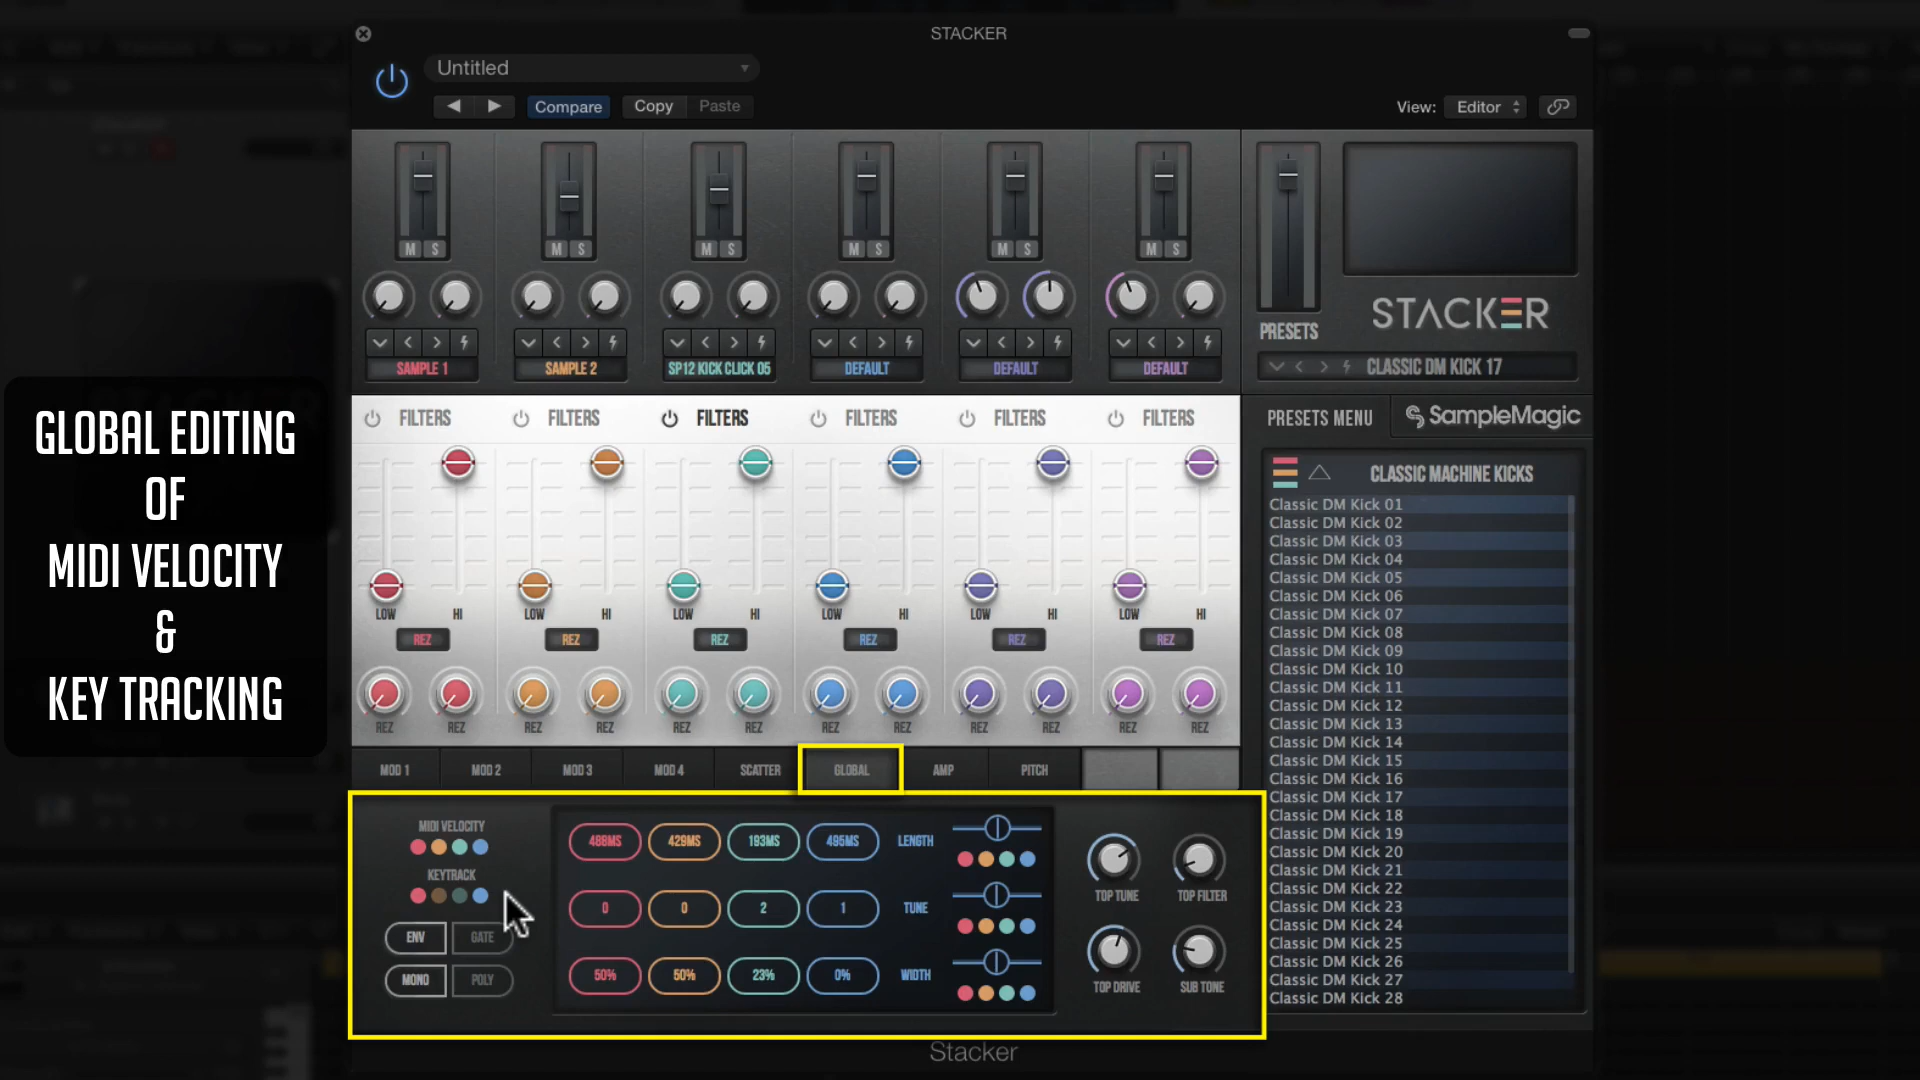 STACKER
Untitled
Compare Copy Paste
View: Editor
M S M S M S M S M S M S
SAMPLE 1 SAMPLE 2 SP12 KICK CLICK 05 DEFAULT DEFAULT DEFAULT
STACKER
PRESETS
CLASSIC DM KICK 17
FILTERS FILTERS FILTERS FILTERS FILTERS FILTERS
PRESETS MENU SampleMagic
GLOBAL EDITING
OF
MIDI VELOCITY
&
KEY TRACKING
LOW HI LOW HI LOW HI LOW HI LOW HI LOW HI
REZ REZ REZ REZ REZ REZ
REZ REZ REZ REZ REZ REZ REZ REZ REZ REZ REZ REZ
CLASSIC MACHINE KICKS
Classic DM Kick 01
Classic DM Kick 02
Classic DM Kick 03
Classic DM Kick 04
Classic DM Kick 05
Classic DM Kick 06
Classic DM Kick 07
Classic DM Kick 08
Classic DM Kick 09
Classic DM Kick 10
Classic DM Kick 11
Classic DM Kick 12
Classic DM Kick 13
Classic DM Kick 14
Classic DM Kick 15
Classic DM Kick 16
Classic DM Kick 17
Classic DM Kick 18
Classic DM Kick 19
Classic DM Kick 20
Classic DM Kick 21
Classic DM Kick 22
Classic DM Kick 23
Classic DM Kick 24
Classic DM Kick 25
Classic DM Kick 26
Classic DM Kick 27
Classic DM Kick 28
MOD 1 MOD 2 MOD 3 MOD 4 SCATTER GLOBAL AMP PITCH
MIDI VELOCITY
KEYTRACK
ENV GATE
MONO POLY
488MS 429MS 193MS 495MS LENGTH
0 0 2 1 TUNE
50% 50% 23% 0% WIDTH
TOP TUNE TOP FILTER
TOP DRIVE SUB TONE
Stacker